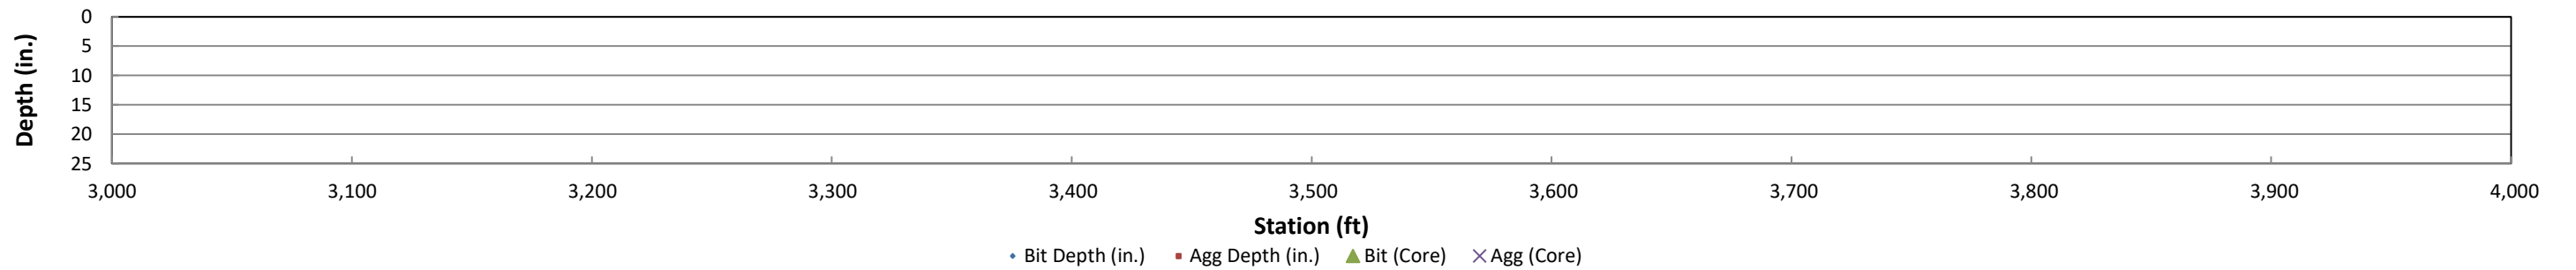 Depth (in.)
0
5
10
15
20
25
3,000 3,100 3,200 3,300 3,400 3,500 3,600 3,700 3,800 3,900 4,000
Station (ft)
Bit Depth (in.) Agg Depth (in.) Bit (Core) Agg (Core)